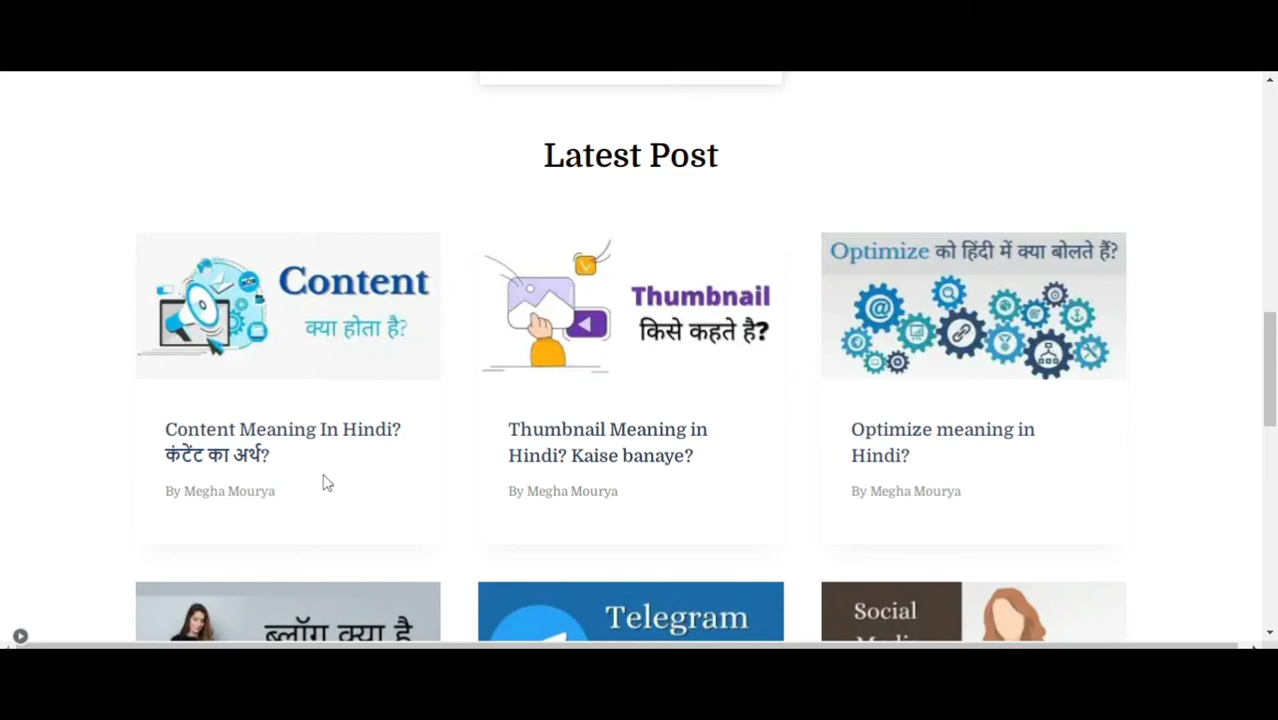 Latest Post
Content
क्या होता है?
Thumbnail
किसे कहते है?
Optimize को हिंदी में क्या बोलते हैं?
Content Meaning In Hindi?
कंटेंट का अर्थ?
By Megha Mourya
Thumbnail Meaning in
Hindi? Kaise banaye?
By Megha Mourya
Optimize meaning in
Hindi?
By Megha Mourya
ब्लॉग क्या है
Telegram
Social
Media